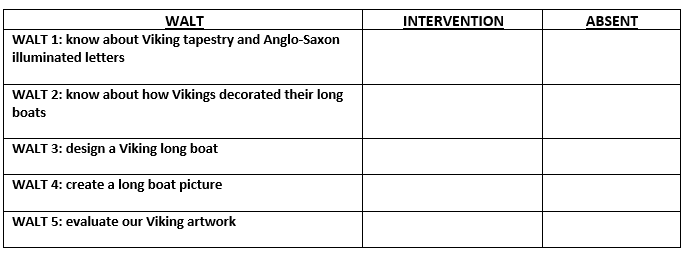 WALT INTERVENTION ABSENT
WALT 1: know about Viking tapestry and Anglo-Saxon
illuminated letters
WALT 2: know about how Vikings decorated their long
boats
WALT 3: design a Viking long boat
WALT 4: create a long boat picture
WALT 5: evaluate our Viking artwork